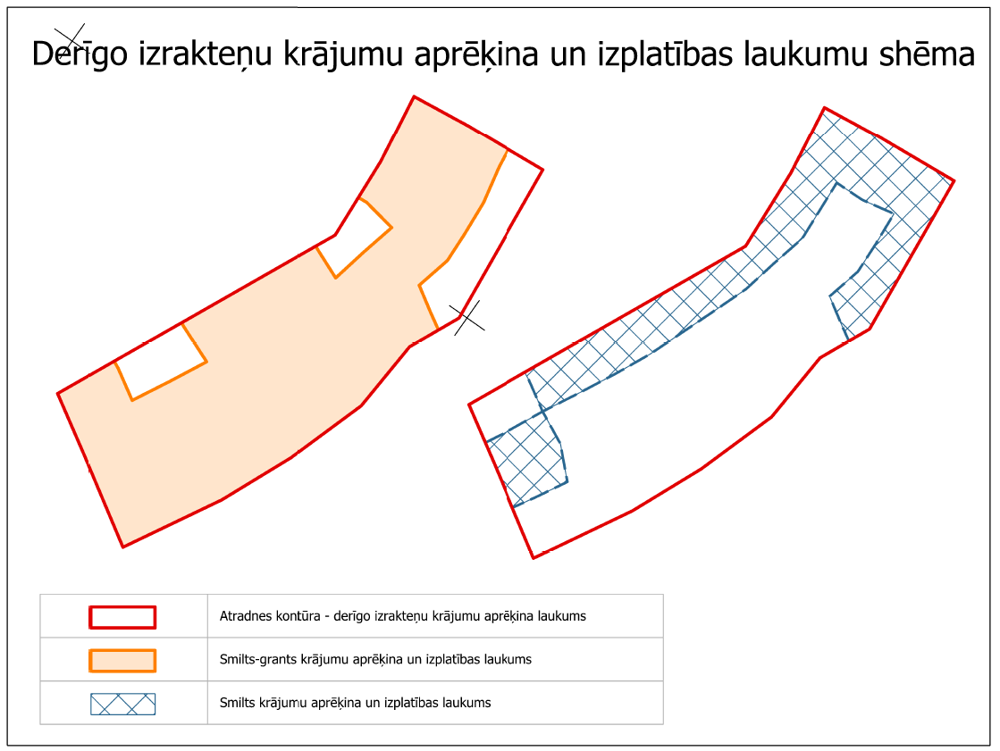 Derīgo izrakteņu krājumu aprēķina un izplatības laukumu shēma
Atradnes kontūra - derīgo izrakteņu krājumu aprēķina laukums
Smilts-grants krājumu aprēķina un izplatības laukums
Smilts krājumu aprēķina un izplatības laukums